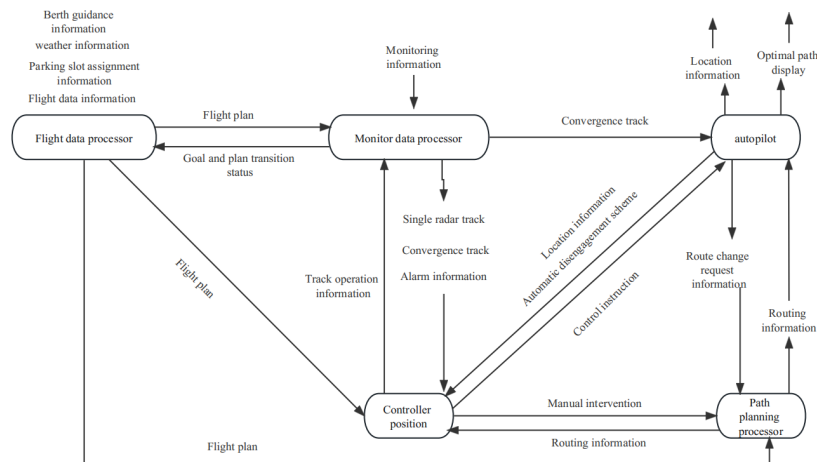 Berth guidance
information
weather information
Parking slot assignment
information
Flight data information
Monitoring
information
Location
information
Optimal path
display
Flight data processor
Flight plan
Goal and plan transition
status
Monitor data processor
Convergence track
autopilot
Single radar track
Convergence track
Alarm information
Track operation
information
Flight plan
Location information
Automatic disengagement scheme
Control instruction
Route change
request
information
Routing
information
Controller
position
Manual intervention
Routing information
Path
planning
processor
Flight plan